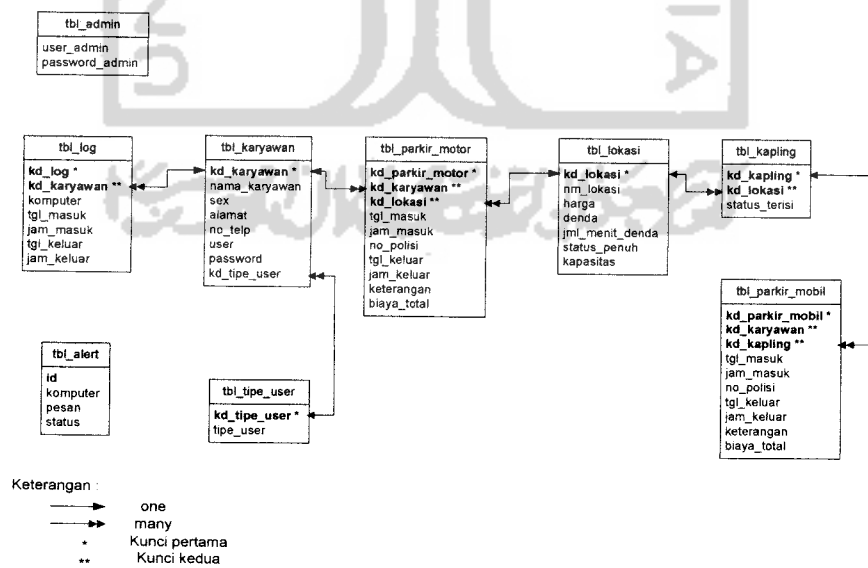 tbl_admin
user_admin
password_admin
tbl_log
kd_log *
kd_karyawan **
komputer
tgl_masuk
jam_masuk
tgl_keluar
jam_keluar
tbl_karyawan
kd_karyawan *
nama_karyawan
sex
alamat
no_telp
user
password
kd_tipe_user
tbl_parkir_motor
kd_parkir_motor *
kd_karyawan **
kd_lokasi **
tgl_masuk
jam_masuk
no_polisi
tgl_keluar
jam_keluar
keterangan
biaya_total
tbl_lokasi
kd_lokasi *
nm_lokasi
harga
denda
jml_menit_denda
status_penuh
kapasitas
tbl_kapling
kd_kapling *
kd_lokasi **
status_terisi
tbl_parkir_mobil
kd_parkir_mobil *
kd_karyawan **
kd_kapling **
tgl_masuk
jam_masuk
no_polisi
tgl_keluar
jam_keluar
keterangan
biaya_total
tbl_alert
id
komputer
pesan
status
tbl_tipe_user
kd_tipe_user *
tipe_user
Keterangan :
one
many
* Kunci pertama
** Kunci kedua